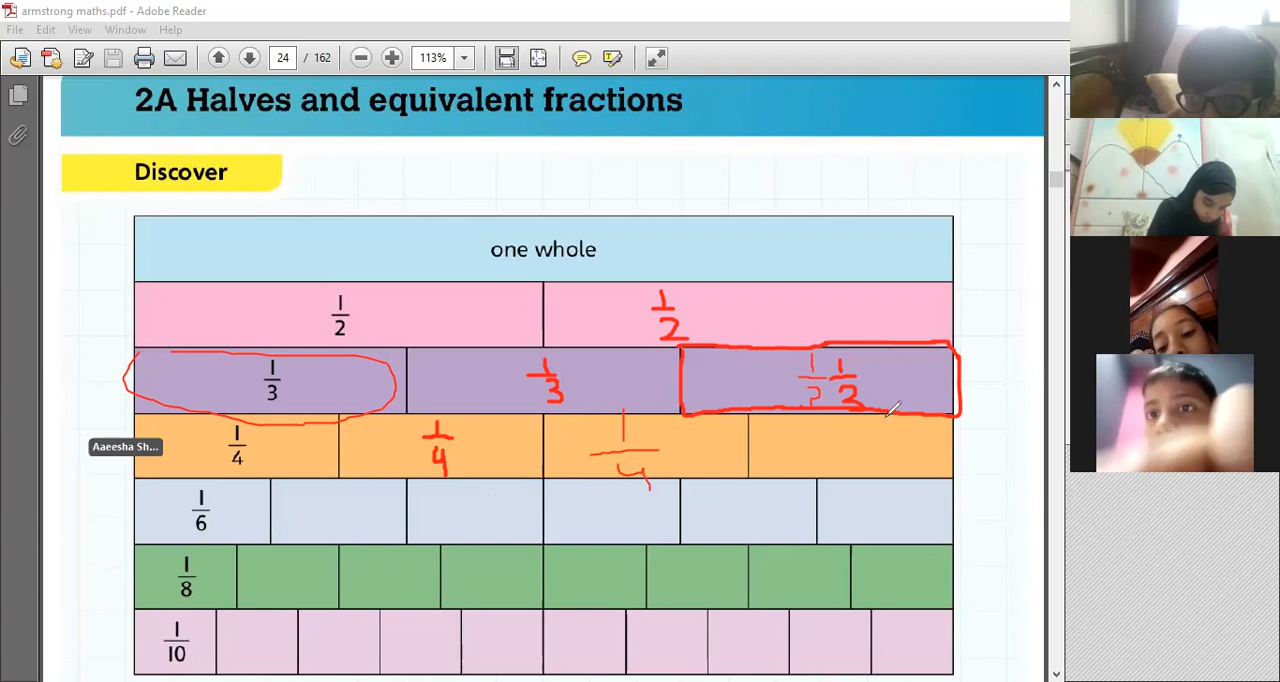 armstrong maths.pdf - Adobe Reader
File Edit View Window Help
24 / 162 113%
2A Halves and equivalent fractions
Discover
one whole
1/2 1/2
1/3 1/3 1/3
1/4 1/4 1/4
Aaeesha Sh...
1/6
1/8
1/10